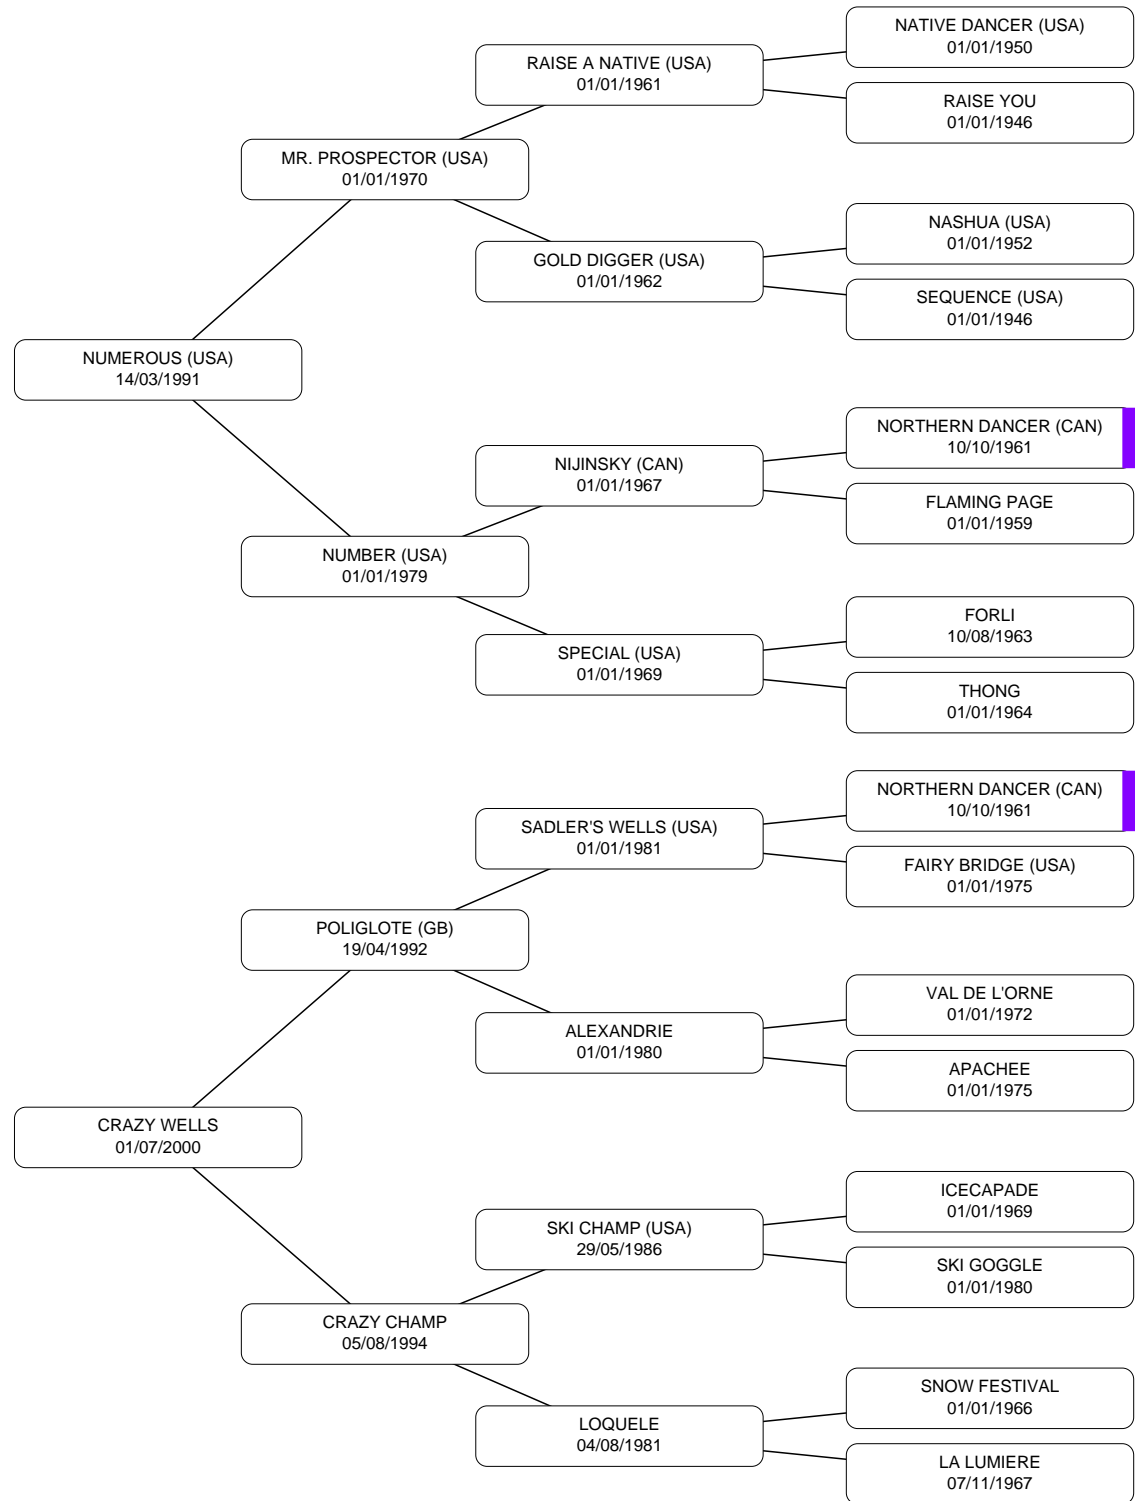 NATIVE DANCER (USA)
01/01/1950
RAISE A NATIVE (USA)
01/01/1961
RAISE YOU
01/01/1946
MR. PROSPECTOR (USA)
01/01/1970
NASHUA (USA)
01/01/1952
GOLD DIGGER (USA)
01/01/1962
SEQUENCE (USA)
01/01/1946
NUMEROUS (USA)
14/03/1991
NORTHERN DANCER (CAN)
10/10/1961
NIJINSKY (CAN)
01/01/1967
FLAMING PAGE
01/01/1959
NUMBER (USA)
01/01/1979
FORLI
10/08/1963
SPECIAL (USA)
01/01/1969
THONG
01/01/1964
NORTHERN DANCER (CAN)
10/10/1961
SADLER'S WELLS (USA)
01/01/1981
FAIRY BRIDGE (USA)
01/01/1975
POLIGLOTE (GB)
19/04/1992
VAL DE L'ORNE
01/01/1972
ALEXANDRIE
01/01/1980
APACHEE
01/01/1975
CRAZY WELLS
01/07/2000
ICECAPADE
01/01/1969
SKI CHAMP (USA)
29/05/1986
SKI GOGGLE
01/01/1980
CRAZY CHAMP
05/08/1994
SNOW FESTIVAL
01/01/1966
LOQUELE
04/08/1981
LA LUMIERE
07/11/1967